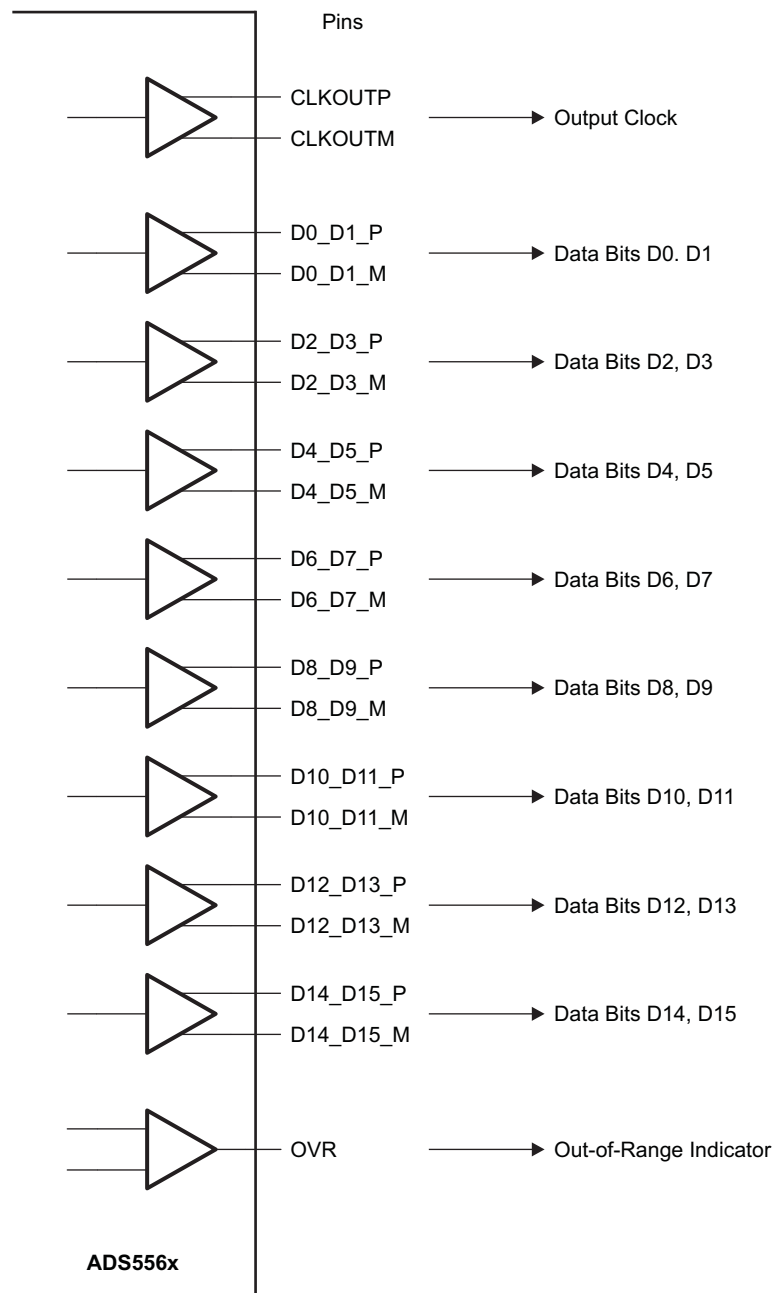 Pins
CLKOUTP
CLKOUTM
Output Clock
D0_D1_P
D0_D1_M
Data Bits D0. D1
D2_D3_P
D2_D3_M
Data Bits D2, D3
D4_D5_P
D4_D5_M
Data Bits D4, D5
D6_D7_P
D6_D7_M
Data Bits D6, D7
D8_D9_P
D8_D9_M
Data Bits D8, D9
D10_D11_P
D10_D11_M
Data Bits D10, D11
D12_D13_P
D12_D13_M
Data Bits D12, D13
D14_D15_P
D14_D15_M
Data Bits D14, D15
OVR
Out-of-Range Indicator
ADS556x